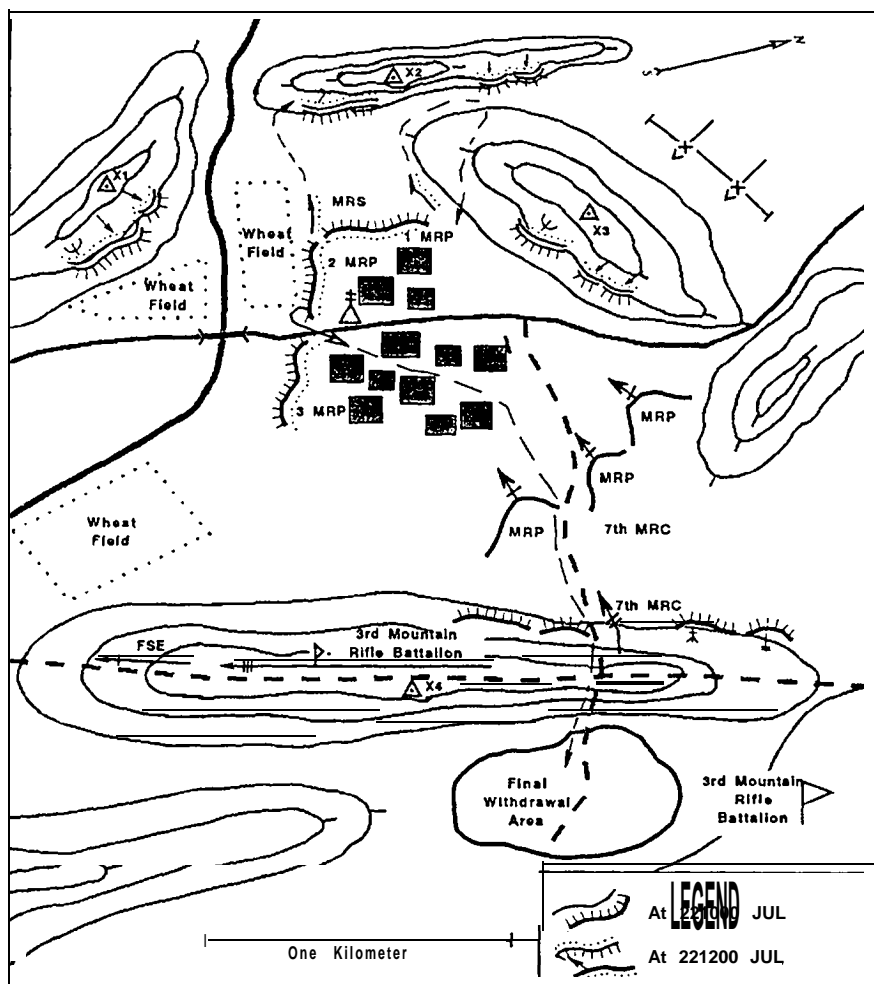 N
S
X2
X1
MRS
1 MRP
X3
Wheat
Field
2 MRP
Wheat
Field
3 MRP
MRP
MRP
Wheat
Field
MRP
7th MRC
7th MRC
FSE
3rd Mountain
Rifle Battalion
X4
Final
Withdrawal
Area
3rd Mountain
Rifle
Battalion
LEGEND
At 221000 JUL
At 221200 JUL
One Kilometer